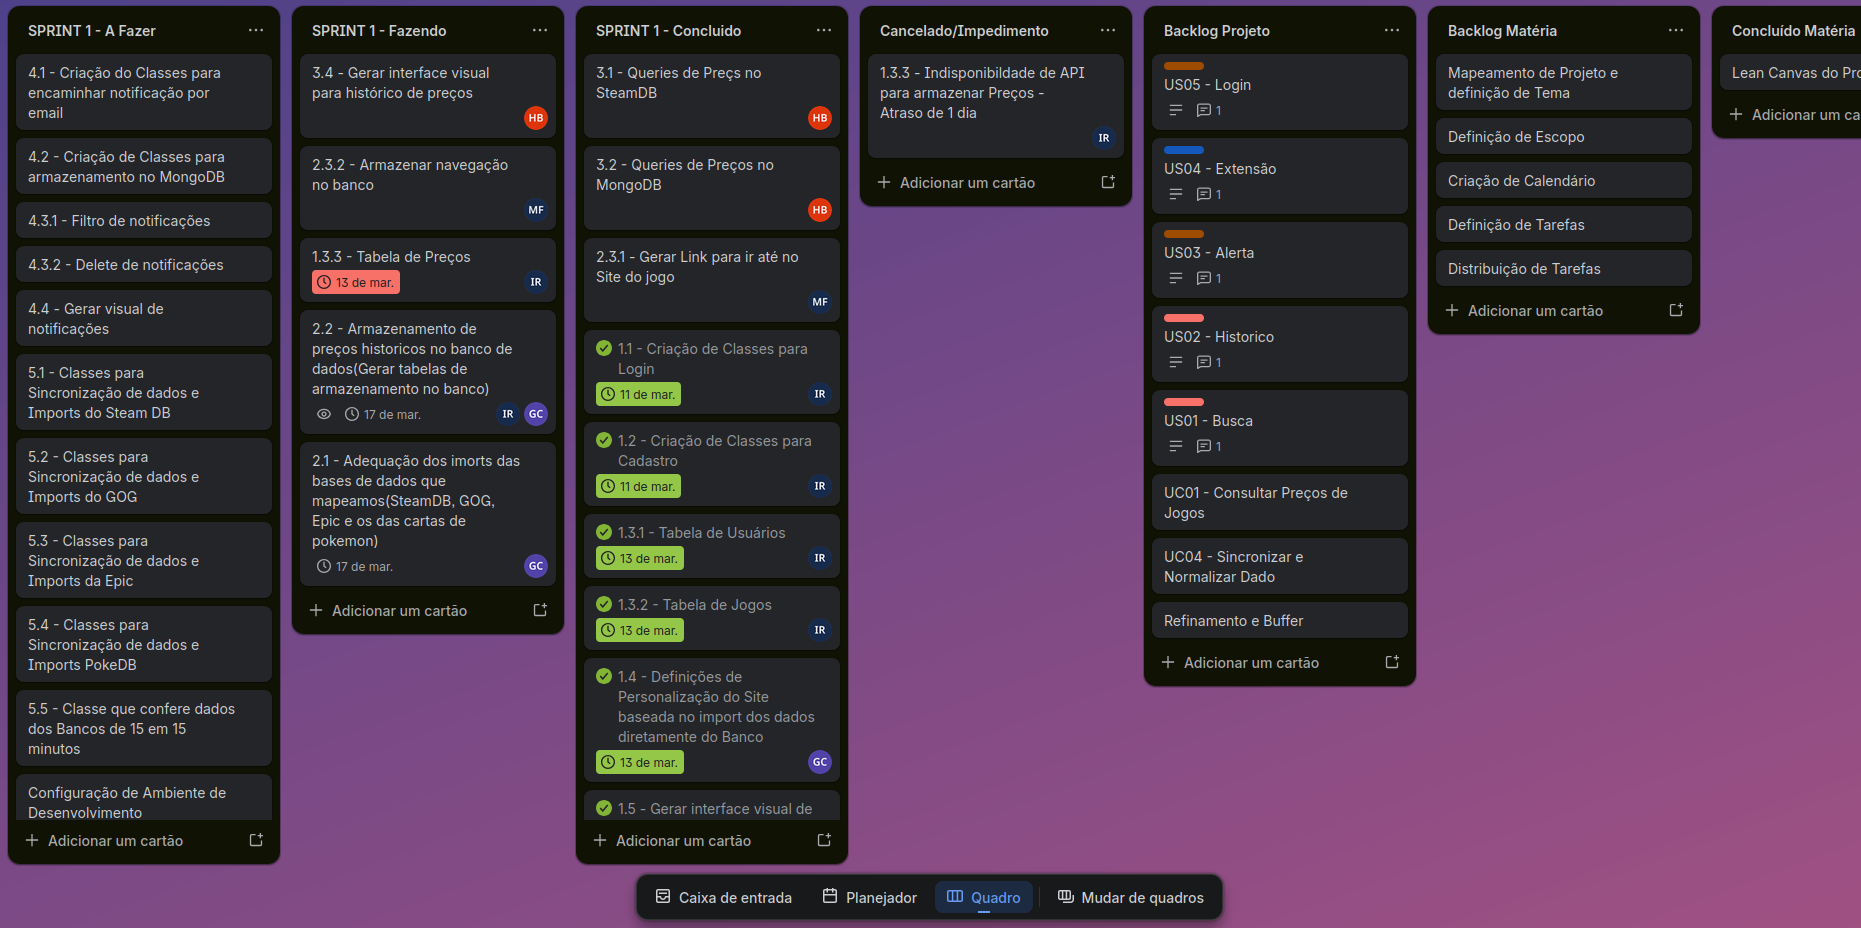 SPRINT 1 - A Fazer
4.1 - Criação do Classes para
encaminhar notificação por
email
4.2 - Criação de Classes para
armazenamento no MongoDB
4.3.1 - Filtro de notificações
4.3.2 - Delete de notificações
4.4 - Gerar visual de
notificações
5.1 - Classes para
Sincronização de dados e
Imports do Steam DB
5.2 - Classes para
Sincronização de dados e
Imports do GOG
5.3 - Classes para
Sincronização de dados e
Imports da Epic
5.4 - Classes para
Sincronização de dados e
Imports PokeDB
5.5 - Classe que confere dados
dos Bancos de 15 em 15
minutos
Configuração de Ambiente de
Desenvolvimento
Adicionar um cartão
SPRINT 1 - Fazendo
3.4 - Gerar interface visual
para histórico de preços
HB
2.3.2 - Armazenar navegação
no banco
MF
1.3.3 - Tabela de Preços
13 de mar.
IR
2.2 - Armazenamento de
preços historicos no banco de
dados(Gerar tabelas de
armazenamento no banco)
17 de mar.
IR
GC
2.1 - Adequação dos imorts das
bases de dados que
mapeamos(SteamDB, GOG,
Epic e os das cartas de
pokemon)
17 de mar.
GC
Adicionar um cartão
SPRINT 1 - Concluido
3.1 - Queries de Preçs no
SteamDB
HB
3.2 - Queries de Preços no
MongoDB
HB
2.3.1 - Gerar Link para ir até no
Site do jogo
MF
1.1 - Criação de Classes para
Login
11 de mar.
IR
1.2 - Criação de Classes para
Cadastro
11 de mar.
IR
1.3.1 - Tabela de Usuários
13 de mar.
IR
1.3.2 - Tabela de Jogos
13 de mar.
IR
1.4 - Definições de
Personalização do Site
baseada no import dos dados
diretamente do Banco
13 de mar.
GC
1.5 - Gerar interface visual de
Adicionar um cartão
Cancelado/Impedimento
1.3.3 - Indisponibildade de API
para armazenar Preços -
Atraso de 1 dia
IR
Adicionar um cartão
Backlog Projeto
US05 - Login
1
US04 - Extensão
1
US03 - Alerta
1
US02 - Historico
1
US01 - Busca
1
UC01 - Consultar Preços de
Jogos
UC04 - Sincronizar e
Normalizar Dado
Refinamento e Buffer
Adicionar um cartão
Backlog Matéria
Mapeamento de Projeto e
definição de Tema
Definição de Escopo
Criação de Calendário
Definição de Tarefas
Distribuição de Tarefas
Adicionar um cartão
Concluído Matéria
Lean Canvas do Pro
Adicionar um ca
Caixa de entrada
Planejador
Quadro
Mudar de quadros